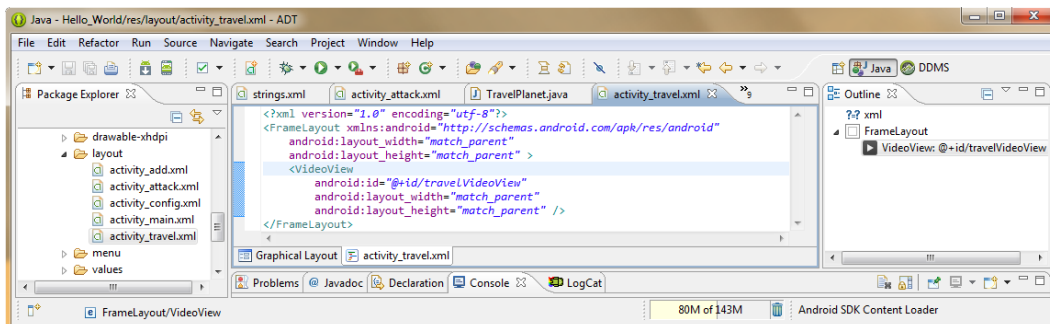 Java - Hello_World/res/layout/activity_travel.xml - ADT
File Edit Refactor Run Source Navigate Search Project Window Help
Java DDMS
Package Explorer
strings.xml activity_attack.xml TravelPlanet.java activity_travel.xml »9
Outline
drawable-xhdpi
layout
activity_add.xml
activity_attack.xml
activity_config.xml
activity_main.xml
activity_travel.xml
menu
values
<?xml version="1.0" encoding="utf-8"?>
<FrameLayout xmlns:android="http://schemas.android.com/apk/res/android"
android:layout_width="match_parent"
android:layout_height="match_parent" >
<VideoView
android:id="@+id/travelVideoView"
android:layout_width="match_parent"
android:layout_height="match_parent" />
</FrameLayout>
?=? xml
FrameLayout
VideoView: @+id/travelVideoView
Graphical Layout activity_travel.xml
Problems @ Javadoc Declaration Console LogCat
FrameLayout/VideoView
80M of 143M
Android SDK Content Loader